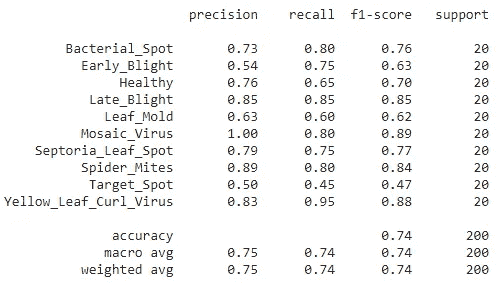 precision recall f1-score support
Bacterial_Spot 0.73 0.80 0.76 20
Early_Blight 0.54 0.75 0.63 20
Healthy 0.76 0.65 0.70 20
Late_Blight 0.85 0.85 0.85 20
Leaf_Mold 0.63 0.60 0.62 20
Mosaic_Virus 1.00 0.80 0.89 20
Septoria_Leaf_Spot 0.79 0.75 0.77 20
Spider_Mites 0.89 0.80 0.84 20
Target_Spot 0.50 0.45 0.47 20
Yellow_Leaf_Curl_Virus 0.83 0.95 0.88 20
accuracy 0.74 200
macro avg 0.75 0.74 0.74 200
weighted avg 0.75 0.74 0.74 200